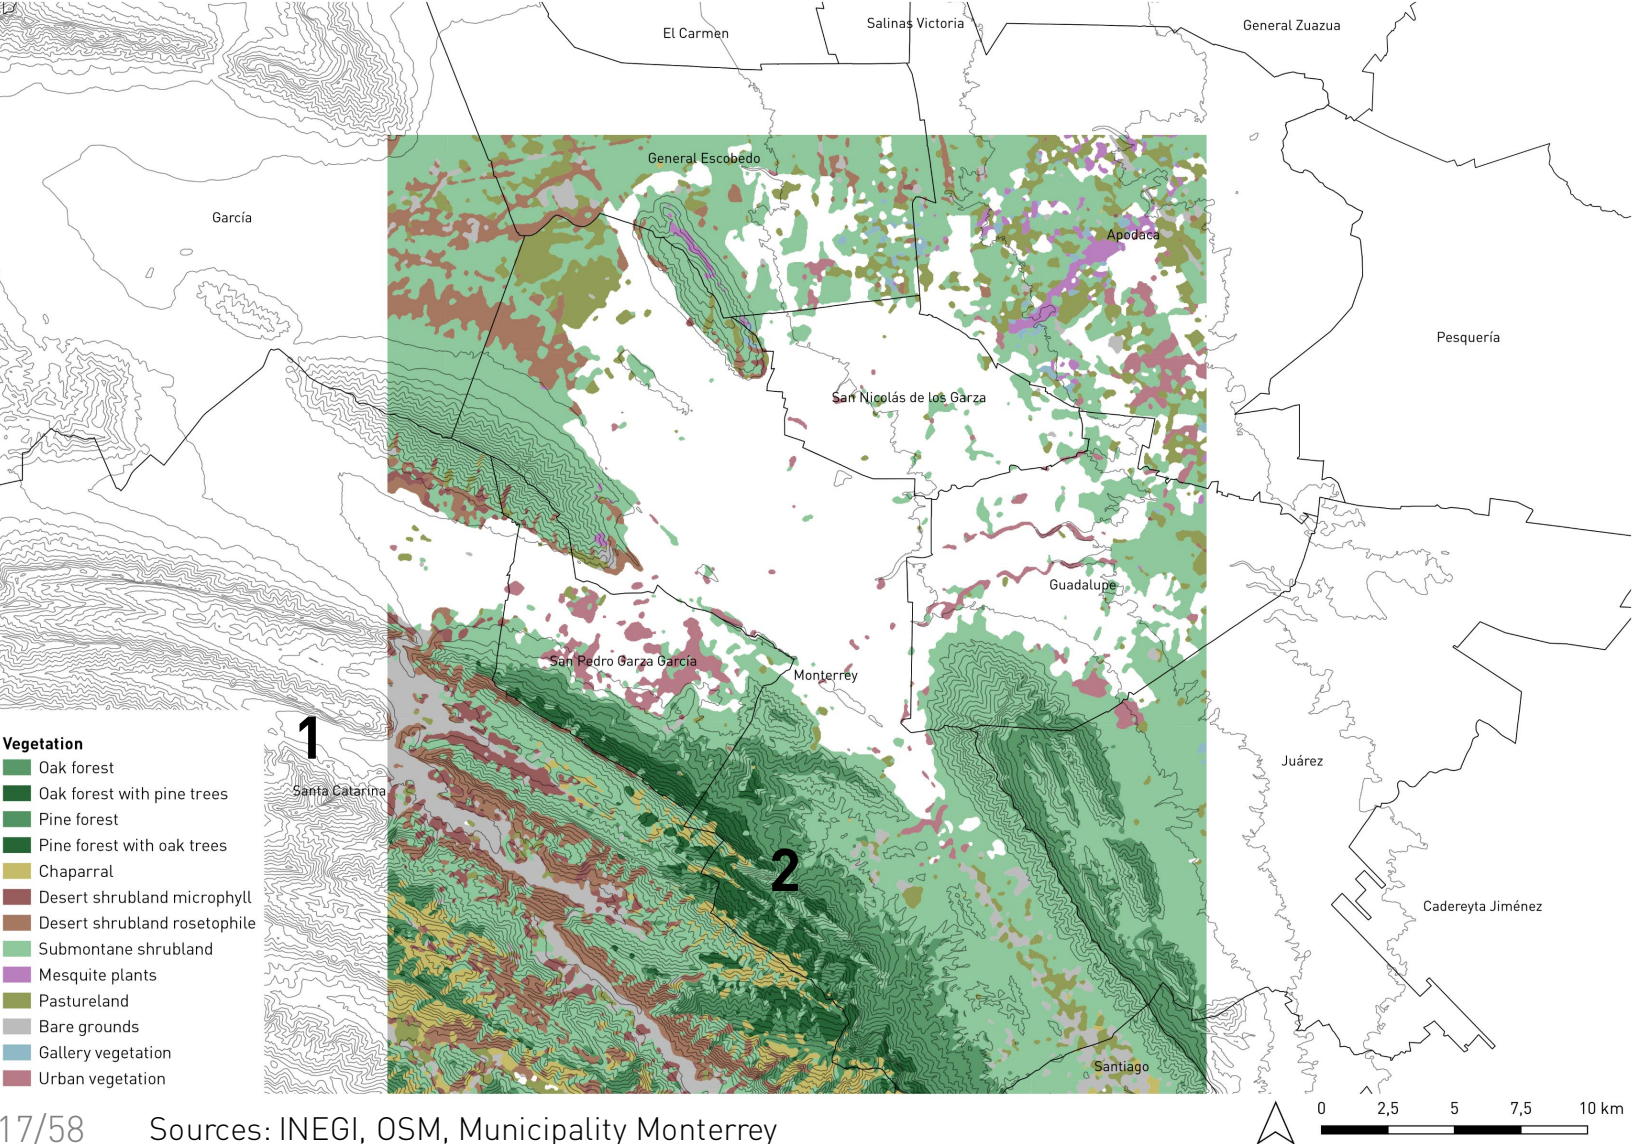 El Carmen
Salinas Victoria
General Zuazua
General Escobedo
García
Apodaca
Pesquería
San Nicolás de los Garza
Guadalupe
San Pedro Garza García
Monterrey
1
Santa Catarina
Juárez
2
Cadereyta Jiménez
Santiago
Vegetation
Oak forest
Oak forest with pine trees
Pine forest
Pine forest with oak trees
Chaparral
Desert shrubland microphyll
Desert shrubland rosetophile
Submontane shrubland
Mesquite plants
Pastureland
Bare grounds
Gallery vegetation
Urban vegetation
0 2,5 5 7,5 10 km
17/58 Sources: INEGI, OSM, Municipality Monterrey